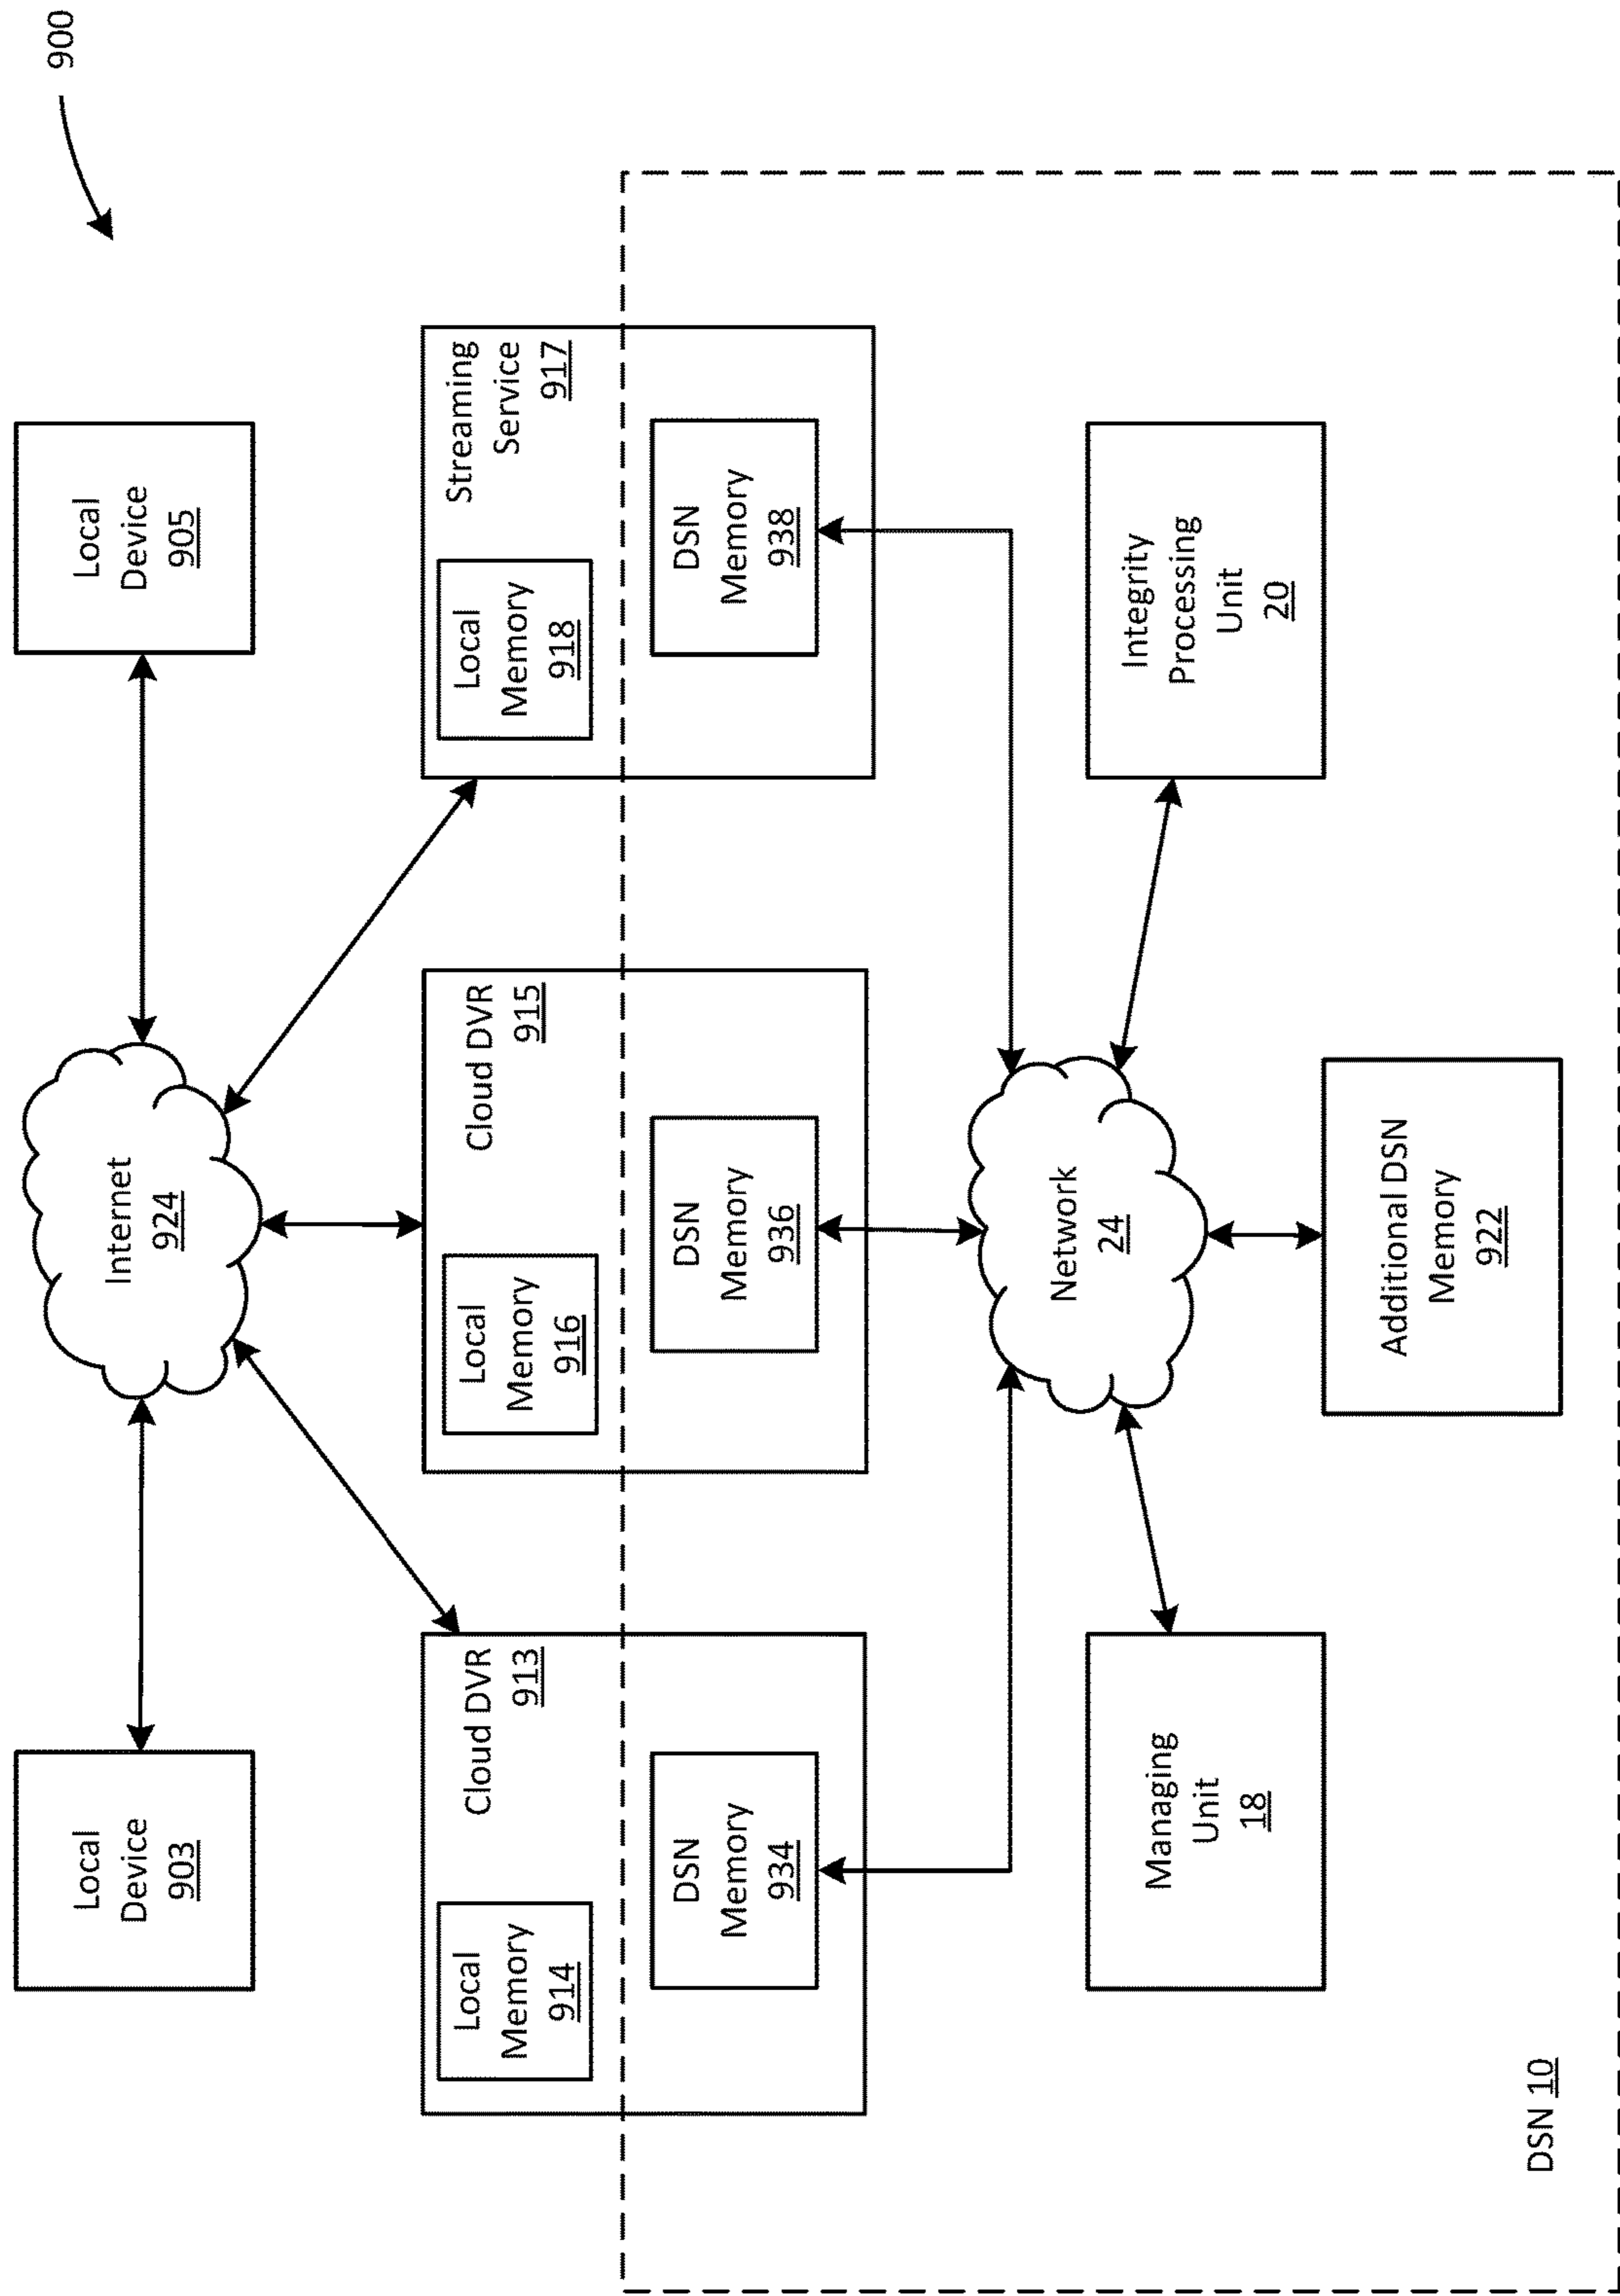 900
Local
Device
903
Internet
924
Local
Device
905
Cloud DVR
913
Local
Memory
914
DSN
Memory
934
Cloud DVR
915
Local
Memory
916
DSN
Memory
936
Streaming
Service
917
Local
Memory
918
DSN
Memory
938
Network
24
Managing
Unit
18
Additional DSN
Memory
922
Integrity
Processing
Unit
20
DSN 10